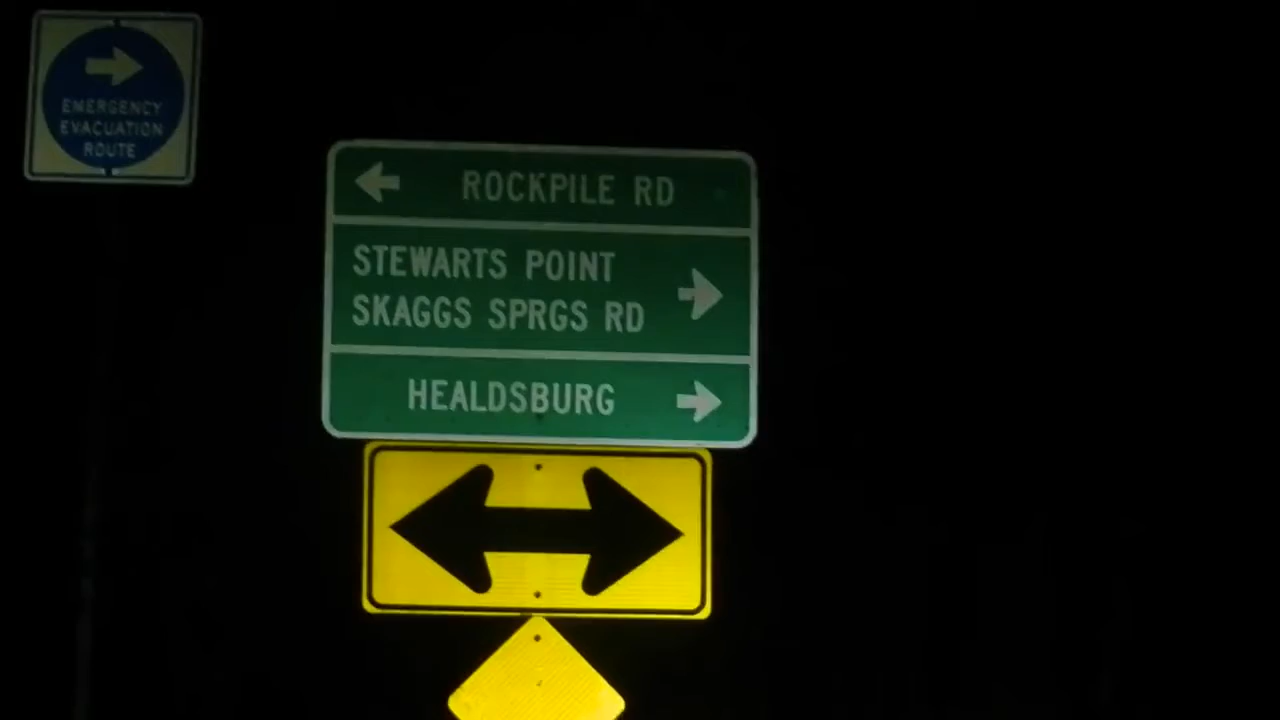 EMERGENCY
EVACUATION
ROUTE
ROCKPILE RD
STEWARTS POINT
SKAGGS SPRGS RD
HEALDSBURG